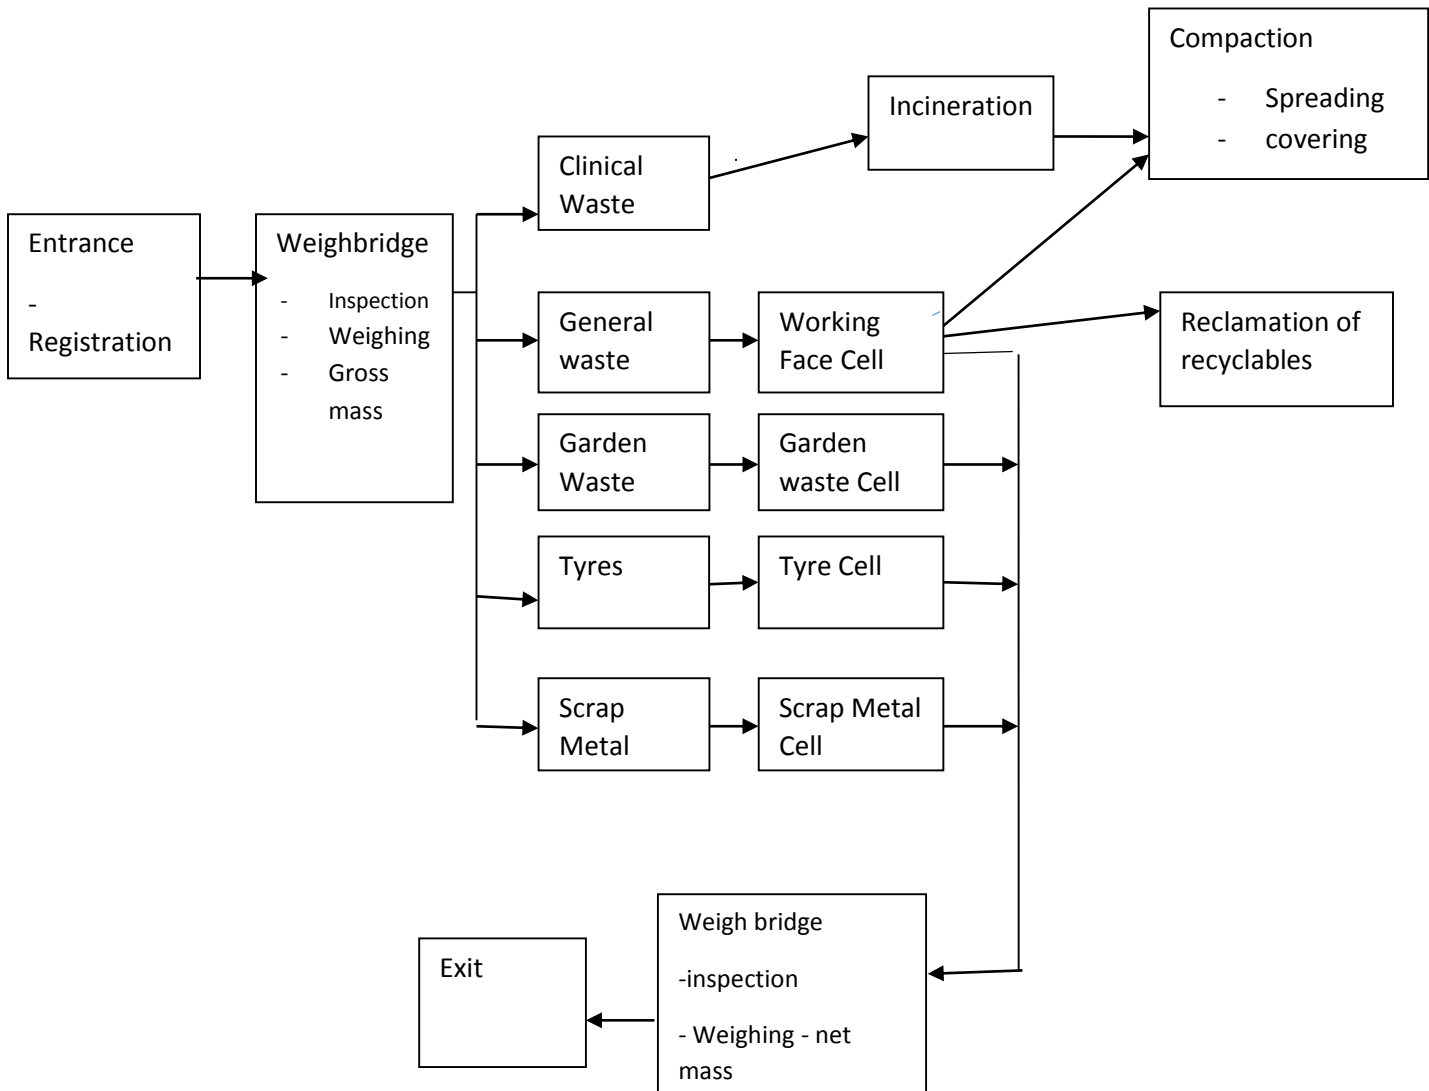 Entrance
-
Registration
Weighbridge
- Inspection
- Weighing
- Gross
mass
Clinical
Waste
Incineration
Compaction
- Spreading
- covering
General
waste
Working
Face Cell
Reclamation of
recyclables
Garden
Waste
Garden
waste Cell
Tyres
Tyre Cell
Scrap
Metal
Scrap Metal
Cell
Weigh bridge
-inspection
- Weighing - net
mass
Exit